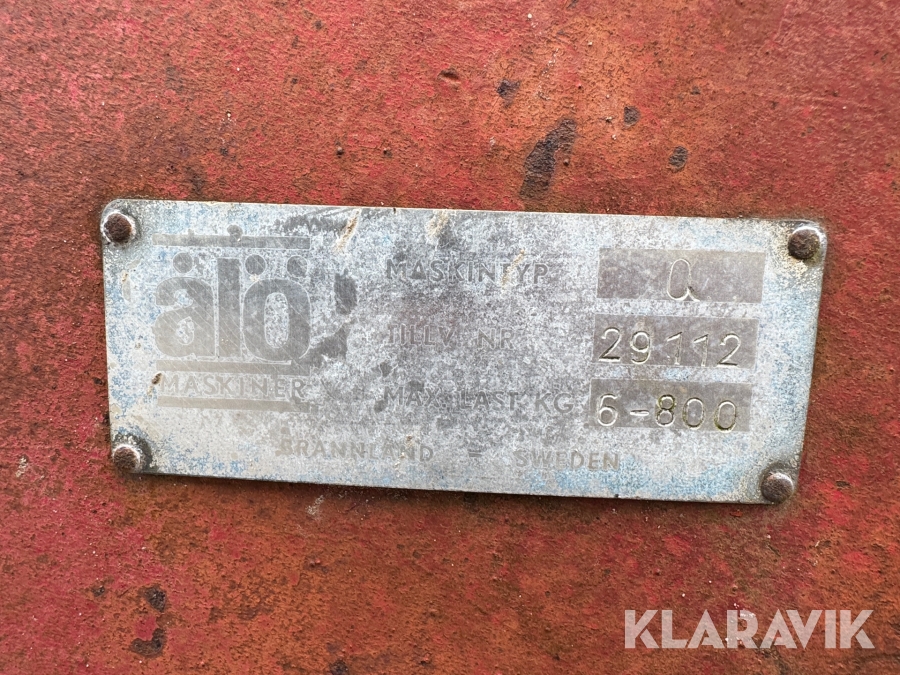 ålö
MASKINER
MASKINTYP Q
TILLV. NR. 29112
MAX. LAST KG 6-800
BRÄNNLAND - SWEDEN
KLARAVIK